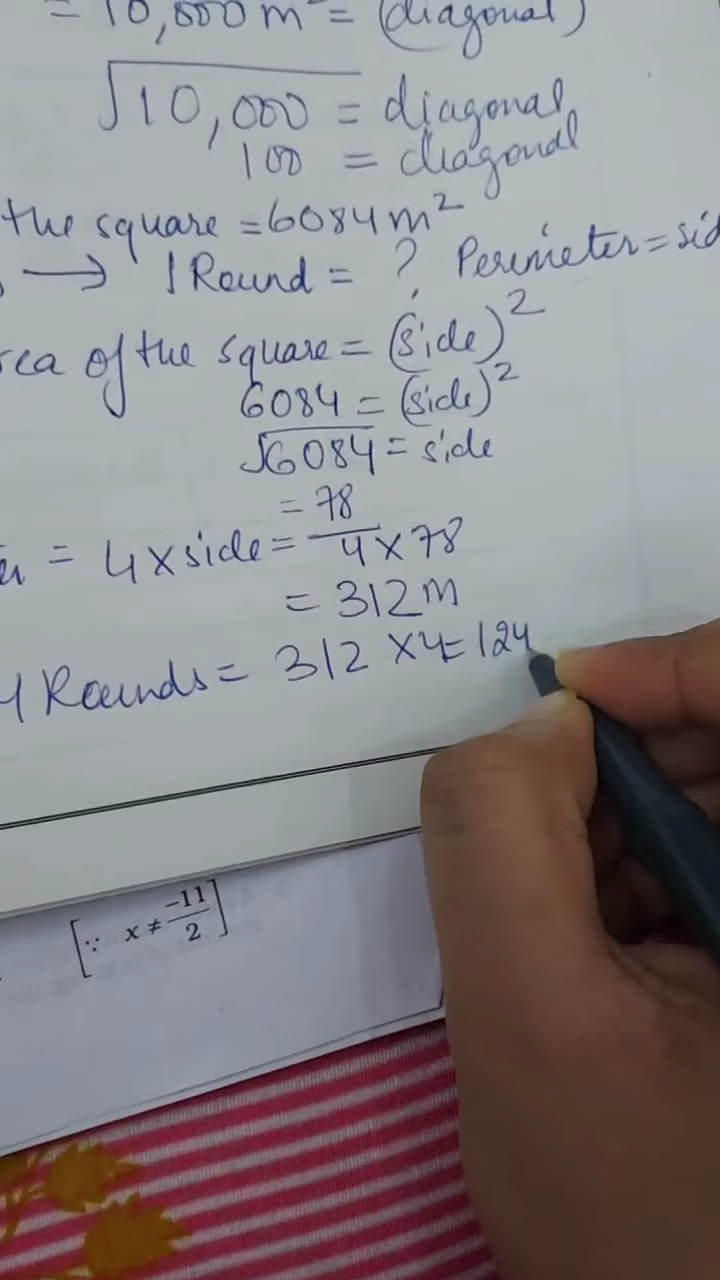 = 10,000 m² = (diagonal)
√10,000 = diagonal
100 = diagonal
the square = 6084 m²
→ 1 Round = ? Perimeter = sid
rea of the square = (side)²
6084 = (side)²
√6084 = side
= 78
= 4 × side = 4 × 78
= 312 m
4 Rounds = 312 × 4 = 124
[∵ x ≠ -11/2]